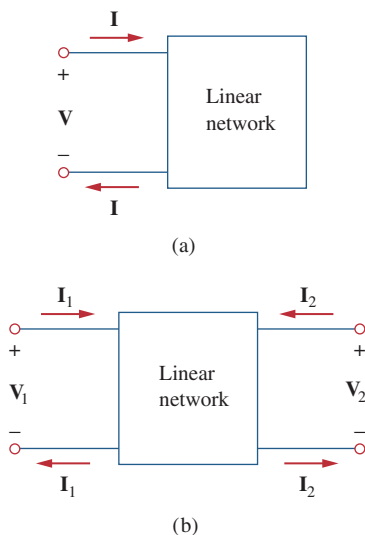 I
+
V
Linear
network
−
I
(a)
I1 I2
+ +
V1 Linear V2
network
− −
I1 I2
(b)